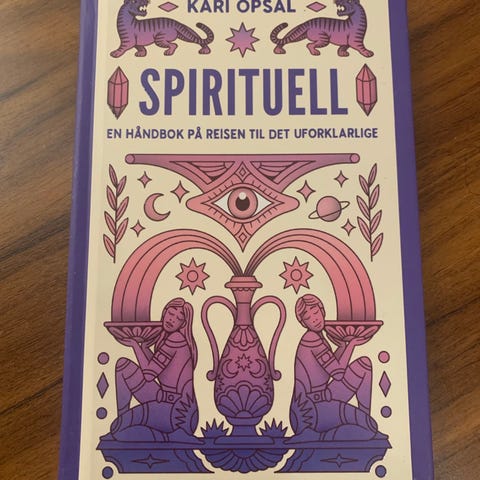 KARI OPSAL
SPIRITUELL
EN HÅNDBOK PÅ REISEN TIL DET UFORKLARLIGE